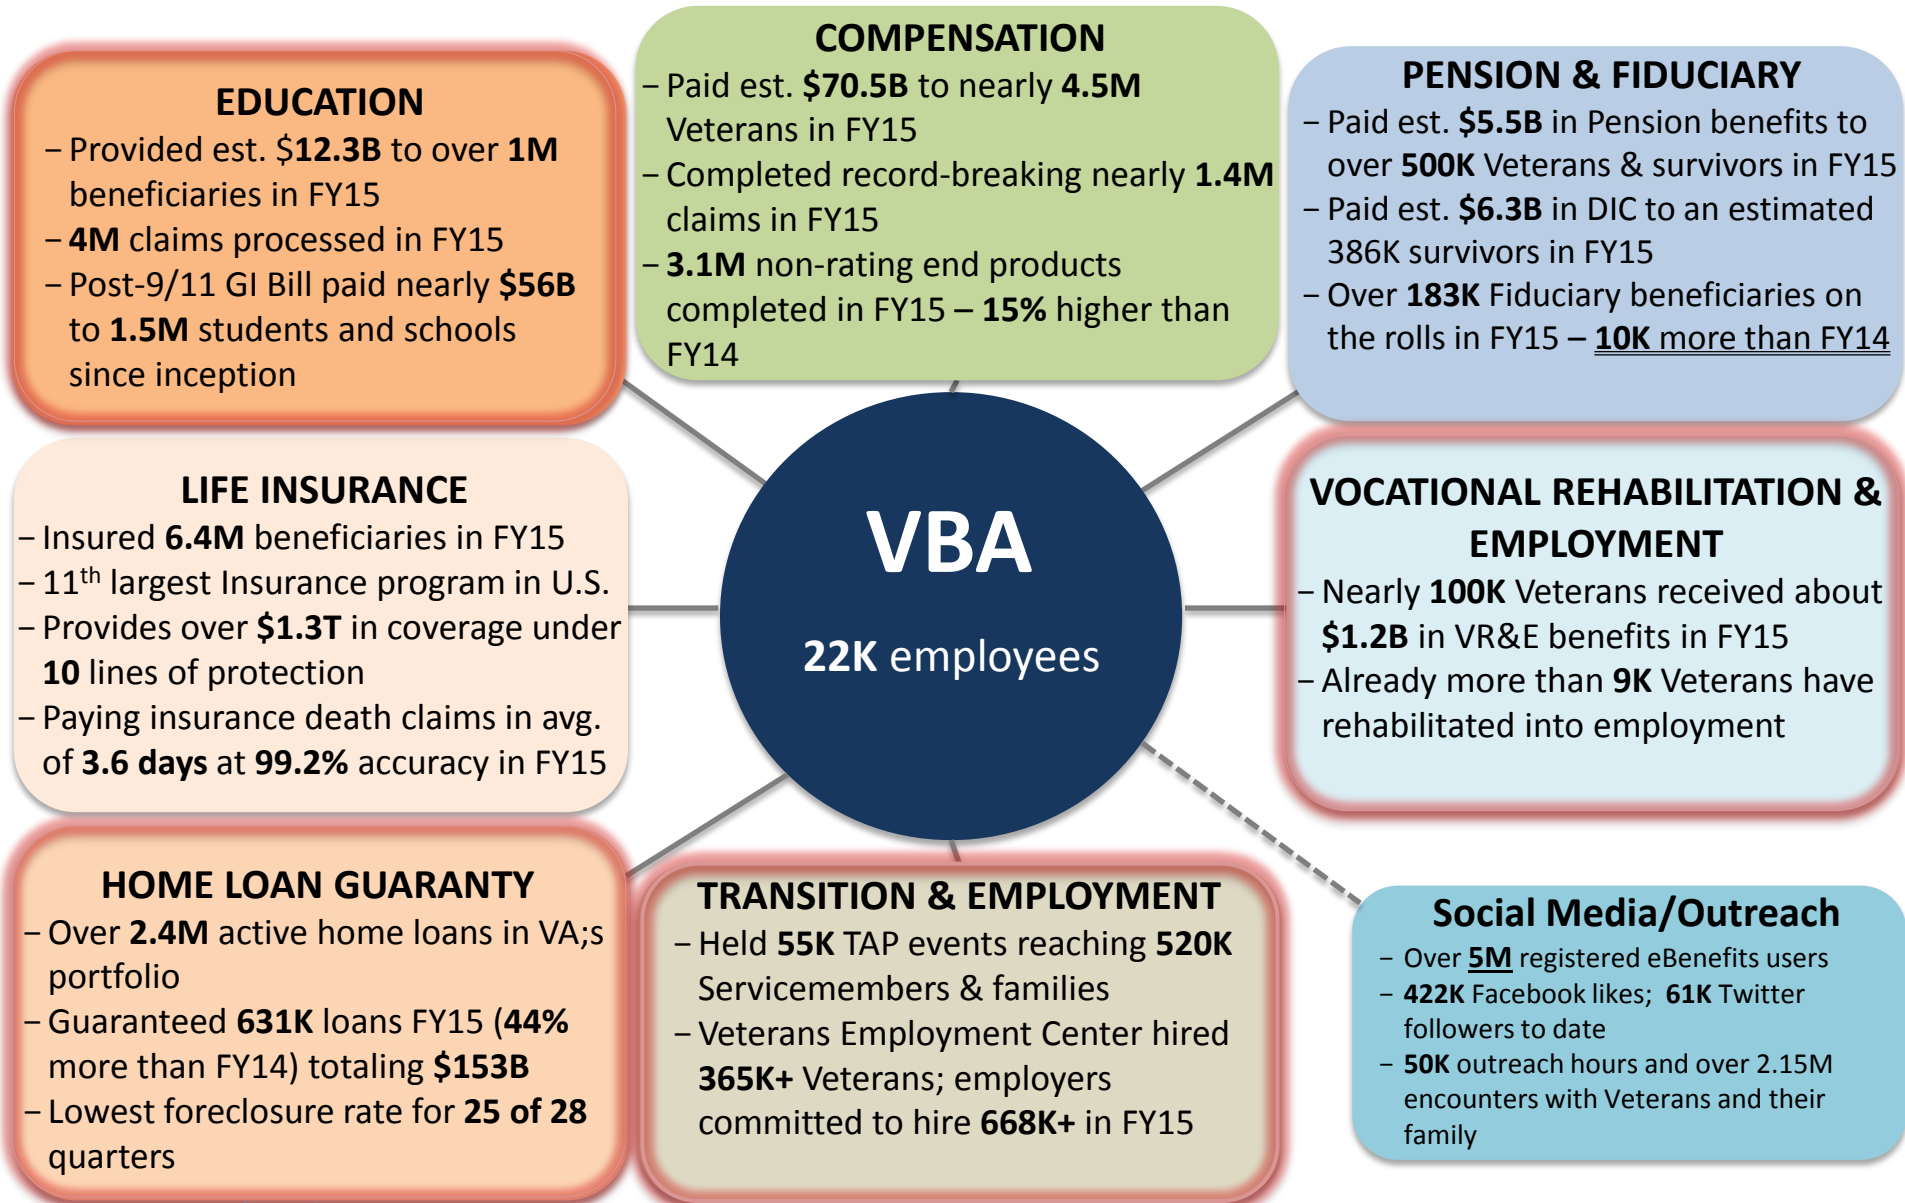 EDUCATION
– Provided est. $12.3B to over 1M
beneficiaries in FY15
– 4M claims processed in FY15
– Post-9/11 GI Bill paid nearly $56B
to 1.5M students and schools
since inception
COMPENSATION
– Paid est. $70.5B to nearly 4.5M
Veterans in FY15
– Completed record-breaking nearly 1.4M
claims in FY15
– 3.1M non-rating end products
completed in FY15 – 15% higher than
FY14
PENSION & FIDUCIARY
– Paid est. $5.5B in Pension benefits to
over 500K Veterans & survivors in FY15
– Paid est. $6.3B in DIC to an estimated
386K survivors in FY15
– Over 183K Fiduciary beneficiaries on
the rolls in FY15 – 10K more than FY14
LIFE INSURANCE
– Insured 6.4M beneficiaries in FY15
– 11th largest Insurance program in U.S.
– Provides over $1.3T in coverage under
10 lines of protection
– Paying insurance death claims in avg.
of 3.6 days at 99.2% accuracy in FY15
VBA
22K employees
VOCATIONAL REHABILITATION &
EMPLOYMENT
– Nearly 100K Veterans received about
$1.2B in VR&E benefits in FY15
– Already more than 9K Veterans have
rehabilitated into employment
HOME LOAN GUARANTY
– Over 2.4M active home loans in VA;s
portfolio
– Guaranteed 631K loans FY15 (44%
more than FY14) totaling $153B
– Lowest foreclosure rate for 25 of 28
quarters
TRANSITION & EMPLOYMENT
– Held 55K TAP events reaching 520K
Servicemembers & families
– Veterans Employment Center hired
365K+ Veterans; employers
committed to hire 668K+ in FY15
Social Media/Outreach
– Over 5M registered eBenefits users
– 422K Facebook likes; 61K Twitter
followers to date
– 50K outreach hours and over 2.15M
encounters with Veterans and their
family